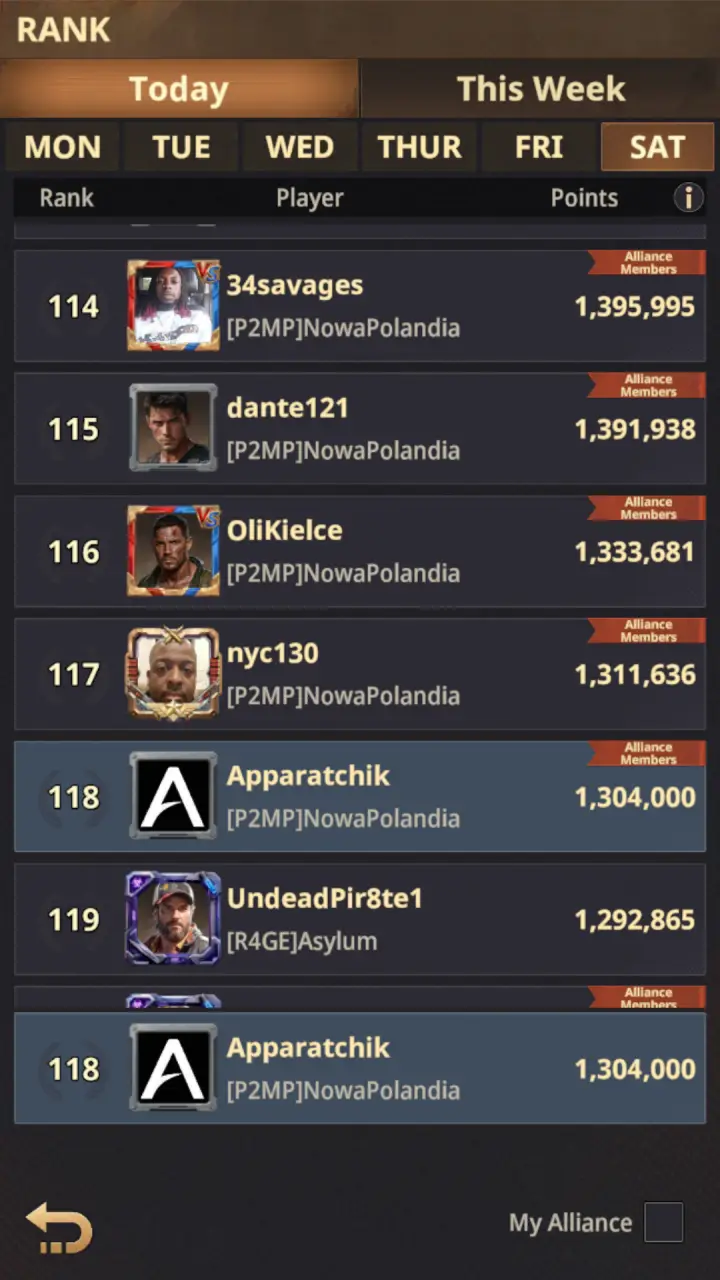 RANK
Today
This Week
MON TUE WED THUR FRI SAT
Rank Player Points i
Alliance
Members
114 34savages 1,395,995
[P2MP]NowaPolandia
VS
Alliance
Members
115 dante121 1,391,938
[P2MP]NowaPolandia
Alliance
Members
116 OliKielce 1,333,681
[P2MP]NowaPolandia
VS
Alliance
Members
117 nyc130 1,311,636
[P2MP]NowaPolandia
Alliance
Members
118 Apparatchik 1,304,000
[P2MP]NowaPolandia
119 UndeadPir8te1 1,292,865
[R4GE]Asylum
Alliance
Members
118 Apparatchik 1,304,000
[P2MP]NowaPolandia
My Alliance